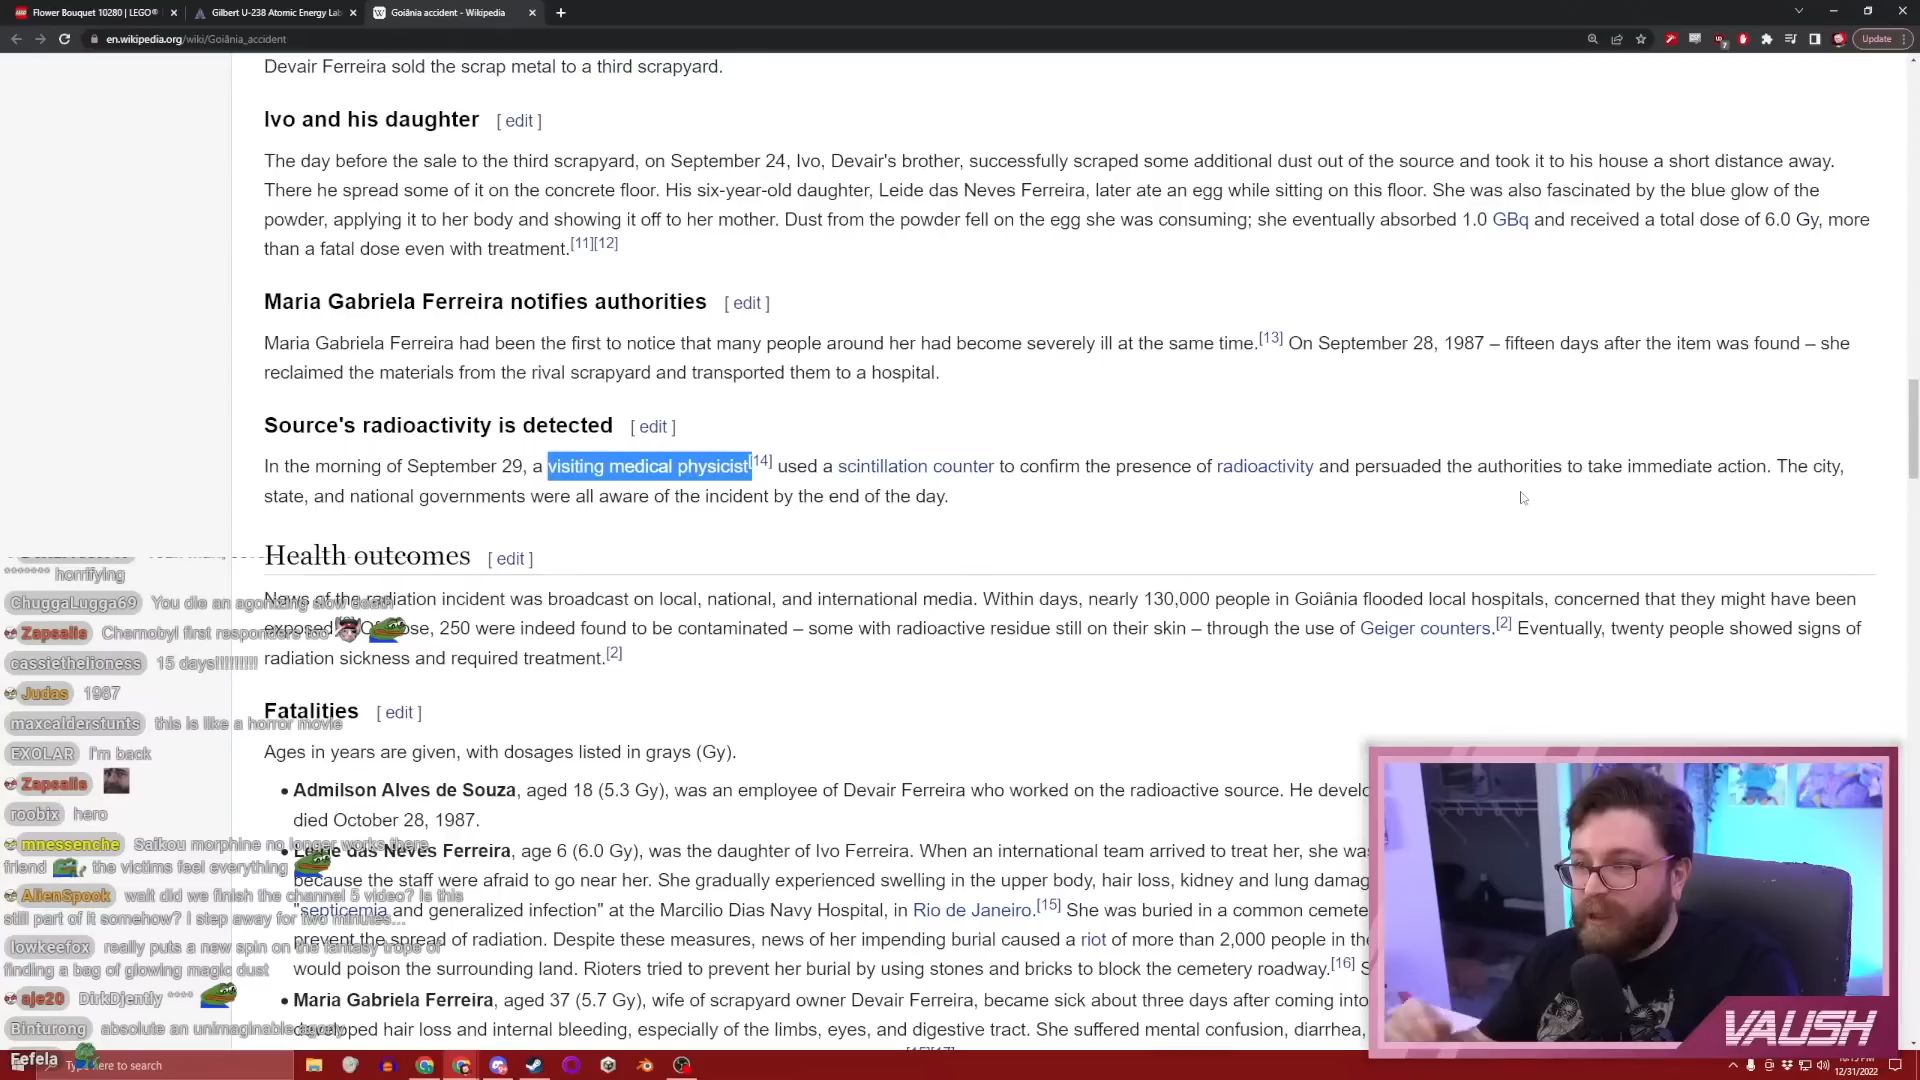 Flower Bouquet 10280 | LEGO®
Gilbert U-238 Atomic Energy Lab
Goiânia accident - Wikipedia
en.wikipedia.org/wiki/Goiânia_accident
Update
Devair Ferreira sold the scrap metal to a third scrapyard.
Ivo and his daughter [ edit ]
The day before the sale to the third scrapyard, on September 24, Ivo, Devair's brother, successfully scraped some additional dust out of the source and took it to his house a short distance away.
There he spread some of it on the concrete floor. His six-year-old daughter, Leide das Neves Ferreira, later ate an egg while sitting on this floor. She was also fascinated by the blue glow of the
powder, applying it to her body and showing it off to her mother. Dust from the powder fell on the egg she was consuming; she eventually absorbed 1.0 GBq and received a total dose of 6.0 Gy, more
than a fatal dose even with treatment.[11][12]
Maria Gabriela Ferreira notifies authorities [ edit ]
Maria Gabriela Ferreira had been the first to notice that many people around her had become severely ill at the same time.[13] On September 28, 1987 – fifteen days after the item was found – she
reclaimed the materials from the rival scrapyard and transported them to a hospital.
Source's radioactivity is detected [ edit ]
In the morning of September 29, a visiting medical physicist[14] used a scintillation counter to confirm the presence of radioactivity and persuaded the authorities to take immediate action. The city,
state, and national governments were all aware of the incident by the end of the day.
Health outcomes [ edit ]
News of the radiation incident was broadcast on local, national, and international media. Within days, nearly 130,000 people in Goiânia flooded local hospitals, concerned that they might have been
exposed.[2] Of those, 250 were indeed found to be contaminated – some with radioactive residue still on their skin – through the use of Geiger counters.[2] Eventually, twenty people showed signs of
radiation sickness and required treatment.[2]
Fatalities [ edit ]
Ages in years are given, with dosages listed in grays (Gy).
• Admilson Alves de Souza, aged 18 (5.3 Gy), was an employee of Devair Ferreira who worked on the radioactive source. He develo
died October 28, 1987.
• Leide das Neves Ferreira, age 6 (6.0 Gy), was the daughter of Ivo Ferreira. When an international team arrived to treat her, she was
because the staff were afraid to go near her. She gradually experienced swelling in the upper body, hair loss, kidney and lung damag
"septicemia and generalized infection" at the Marcilio Dias Navy Hospital, in Rio de Janeiro.[15] She was buried in a common cemete
prevent the spread of radiation. Despite these measures, news of her impending burial caused a riot of more than 2,000 people in the
would poison the surrounding land. Rioters tried to prevent her burial by using stones and bricks to block the cemetery roadway.[16] S
• Maria Gabriela Ferreira, aged 37 (5.7 Gy), wife of scrapyard owner Devair Ferreira, became sick about three days after coming into
developed hair loss and internal bleeding, especially of the limbs, eyes, and digestive tract. She suffered mental confusion, diarrhea,
[15][17]
******* horrifying
ChuggaLugga69 You die an agonizing slow death
Zapsalis Chernobyl first responders too
cassiethelioness 15 days!!!!!!!!!
Judas 1987
maxcalderstunts this is like a horror movie
EXOLAR I'm back
Zapsalis
roobix hero
mnessenche Saikou morphine no longer works there
friend the victims feel everything
AlienSpook wait did we finish the channel 5 video? Is this
still part of it somehow? I step away for two minutes...
lowkeefox really puts a new spin on the fantasy trope of
finding a bag of glowing magic dust
aje20 DirkDjently ****
Binturong absolute an unimaginable agony
Fefela
Type here to search
VAUSH
12/31/2022